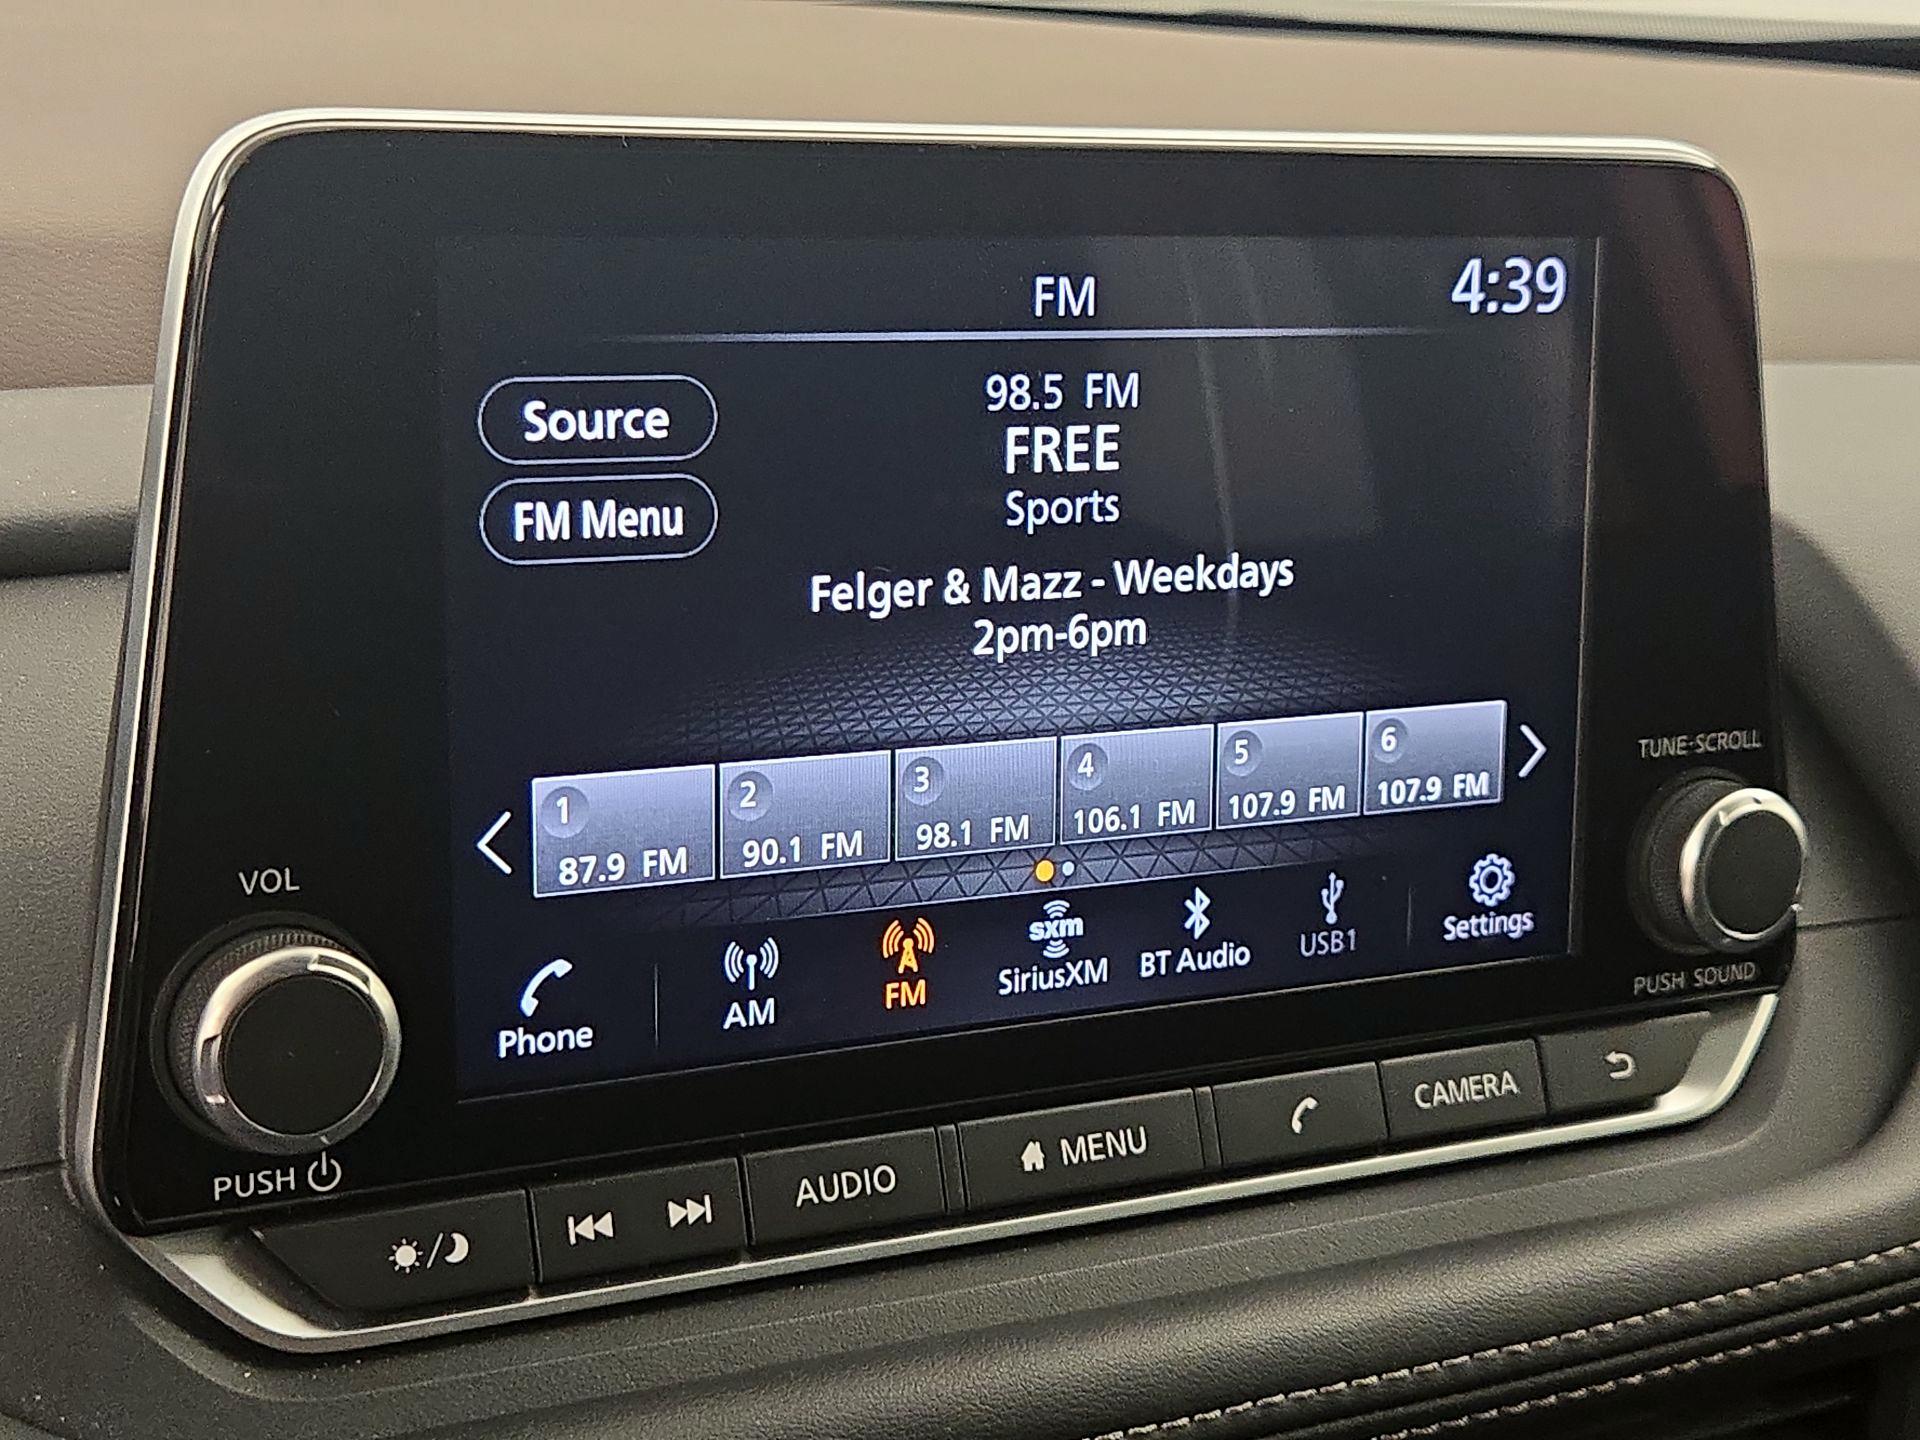 FM
4:39
Source
98.5 FM
FREE
FM Menu
Sports
Felger & Mazz - Weekdays
2pm-6pm
1
87.9 FM
2
90.1 FM
3
98.1 FM
4
106.1 FM
5
107.9 FM
6
107.9 FM
Phone
AM
FM
sxm
SiriusXM
BT Audio
USB1
Settings
VOL
PUSH
TUNE·SCROLL
PUSH SOUND
AUDIO
MENU
CAMERA